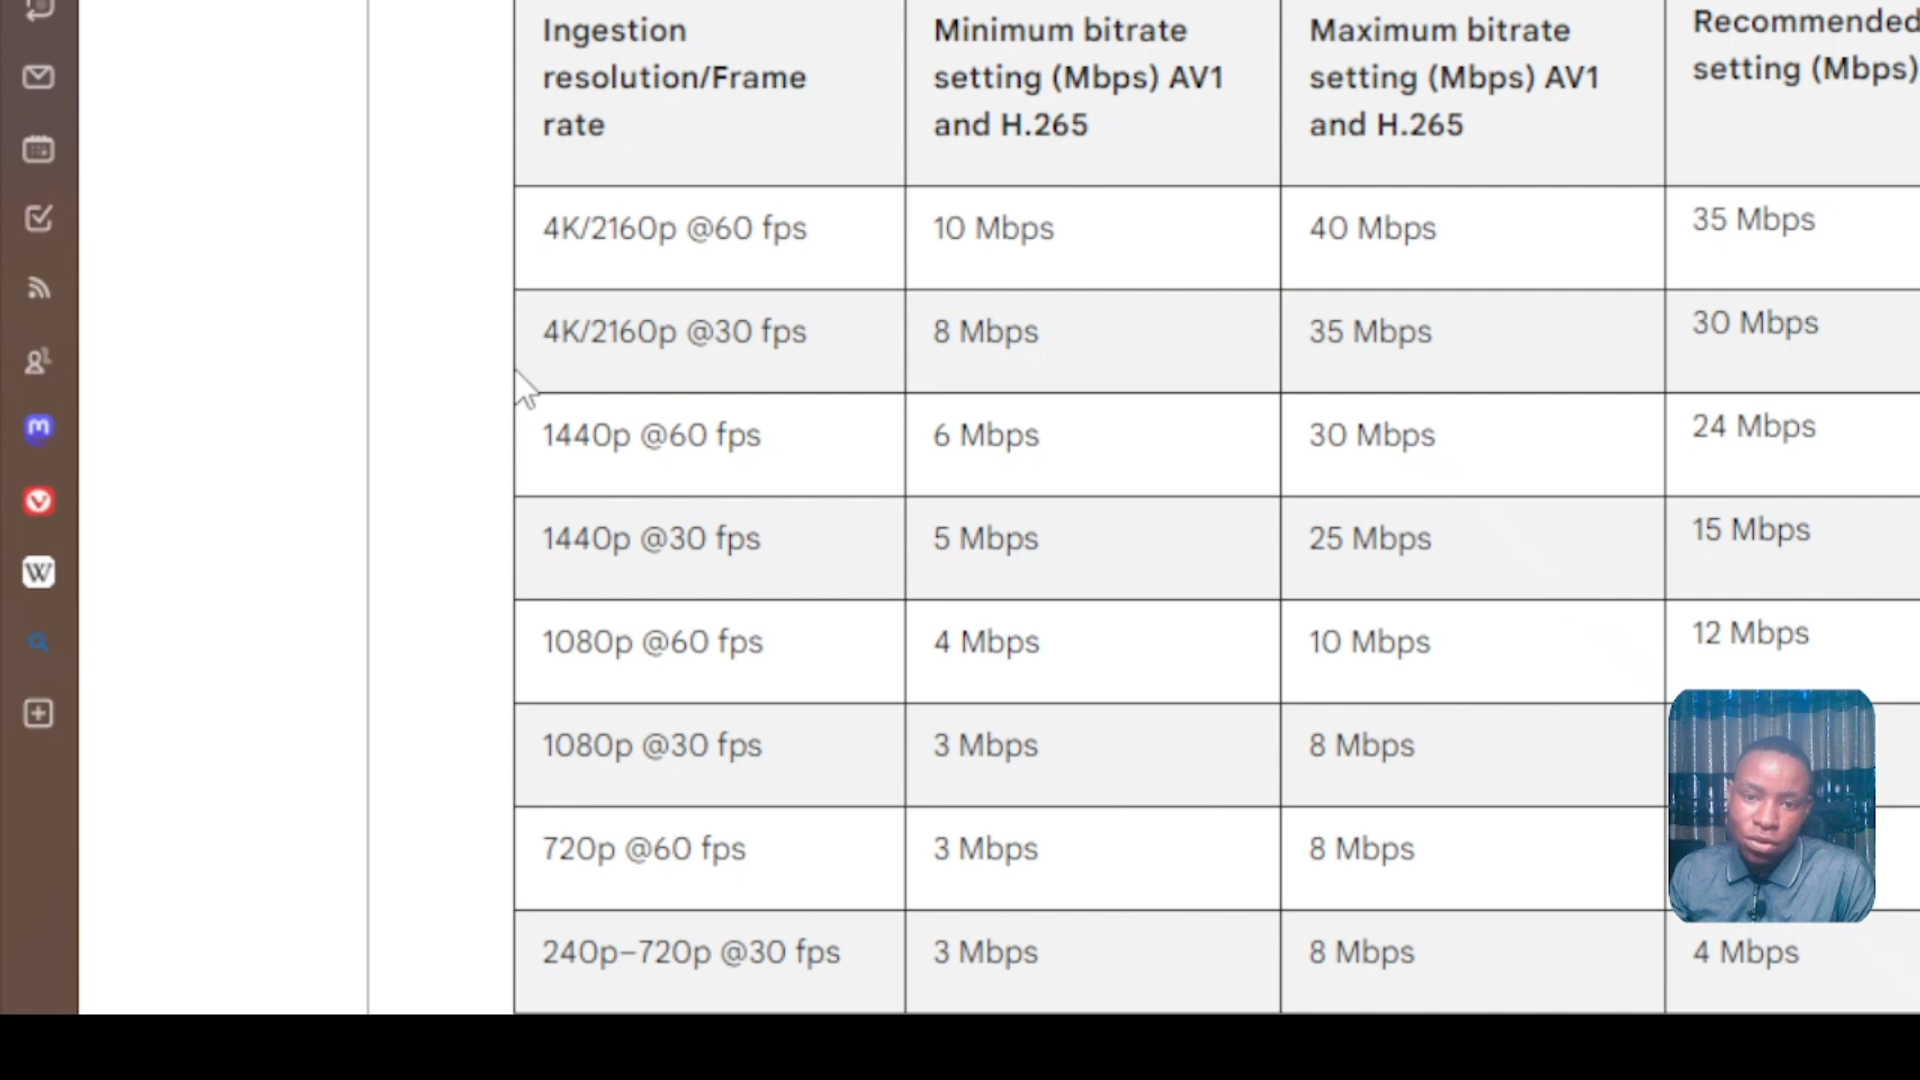 Ingestion
resolution/Frame
rate
Minimum bitrate
setting (Mbps) AV1
and H.265
Maximum bitrate
setting (Mbps) AV1
and H.265
Recommended
setting (Mbps)
4K/2160p @60 fps
10 Mbps
40 Mbps
35 Mbps
4K/2160p @30 fps
8 Mbps
35 Mbps
30 Mbps
1440p @60 fps
6 Mbps
30 Mbps
24 Mbps
1440p @30 fps
5 Mbps
25 Mbps
15 Mbps
1080p @60 fps
4 Mbps
10 Mbps
12 Mbps
1080p @30 fps
3 Mbps
8 Mbps
720p @60 fps
3 Mbps
8 Mbps
240p–720p @30 fps
3 Mbps
8 Mbps
4 Mbps
W